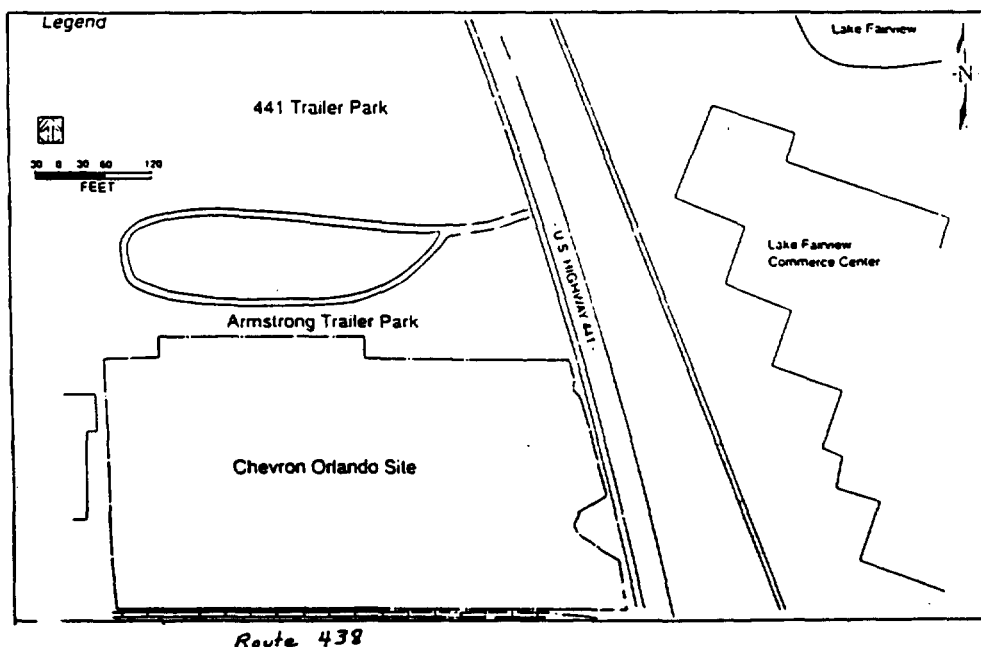 Legend
Lake Fairview
N
441 Trailer Park
30 0 30 60 120
FEET
U S HIGHWAY 441
Lake Fairview
Commerce Center
Armstrong Trailer Park
Chevron Orlando Site
Route 438